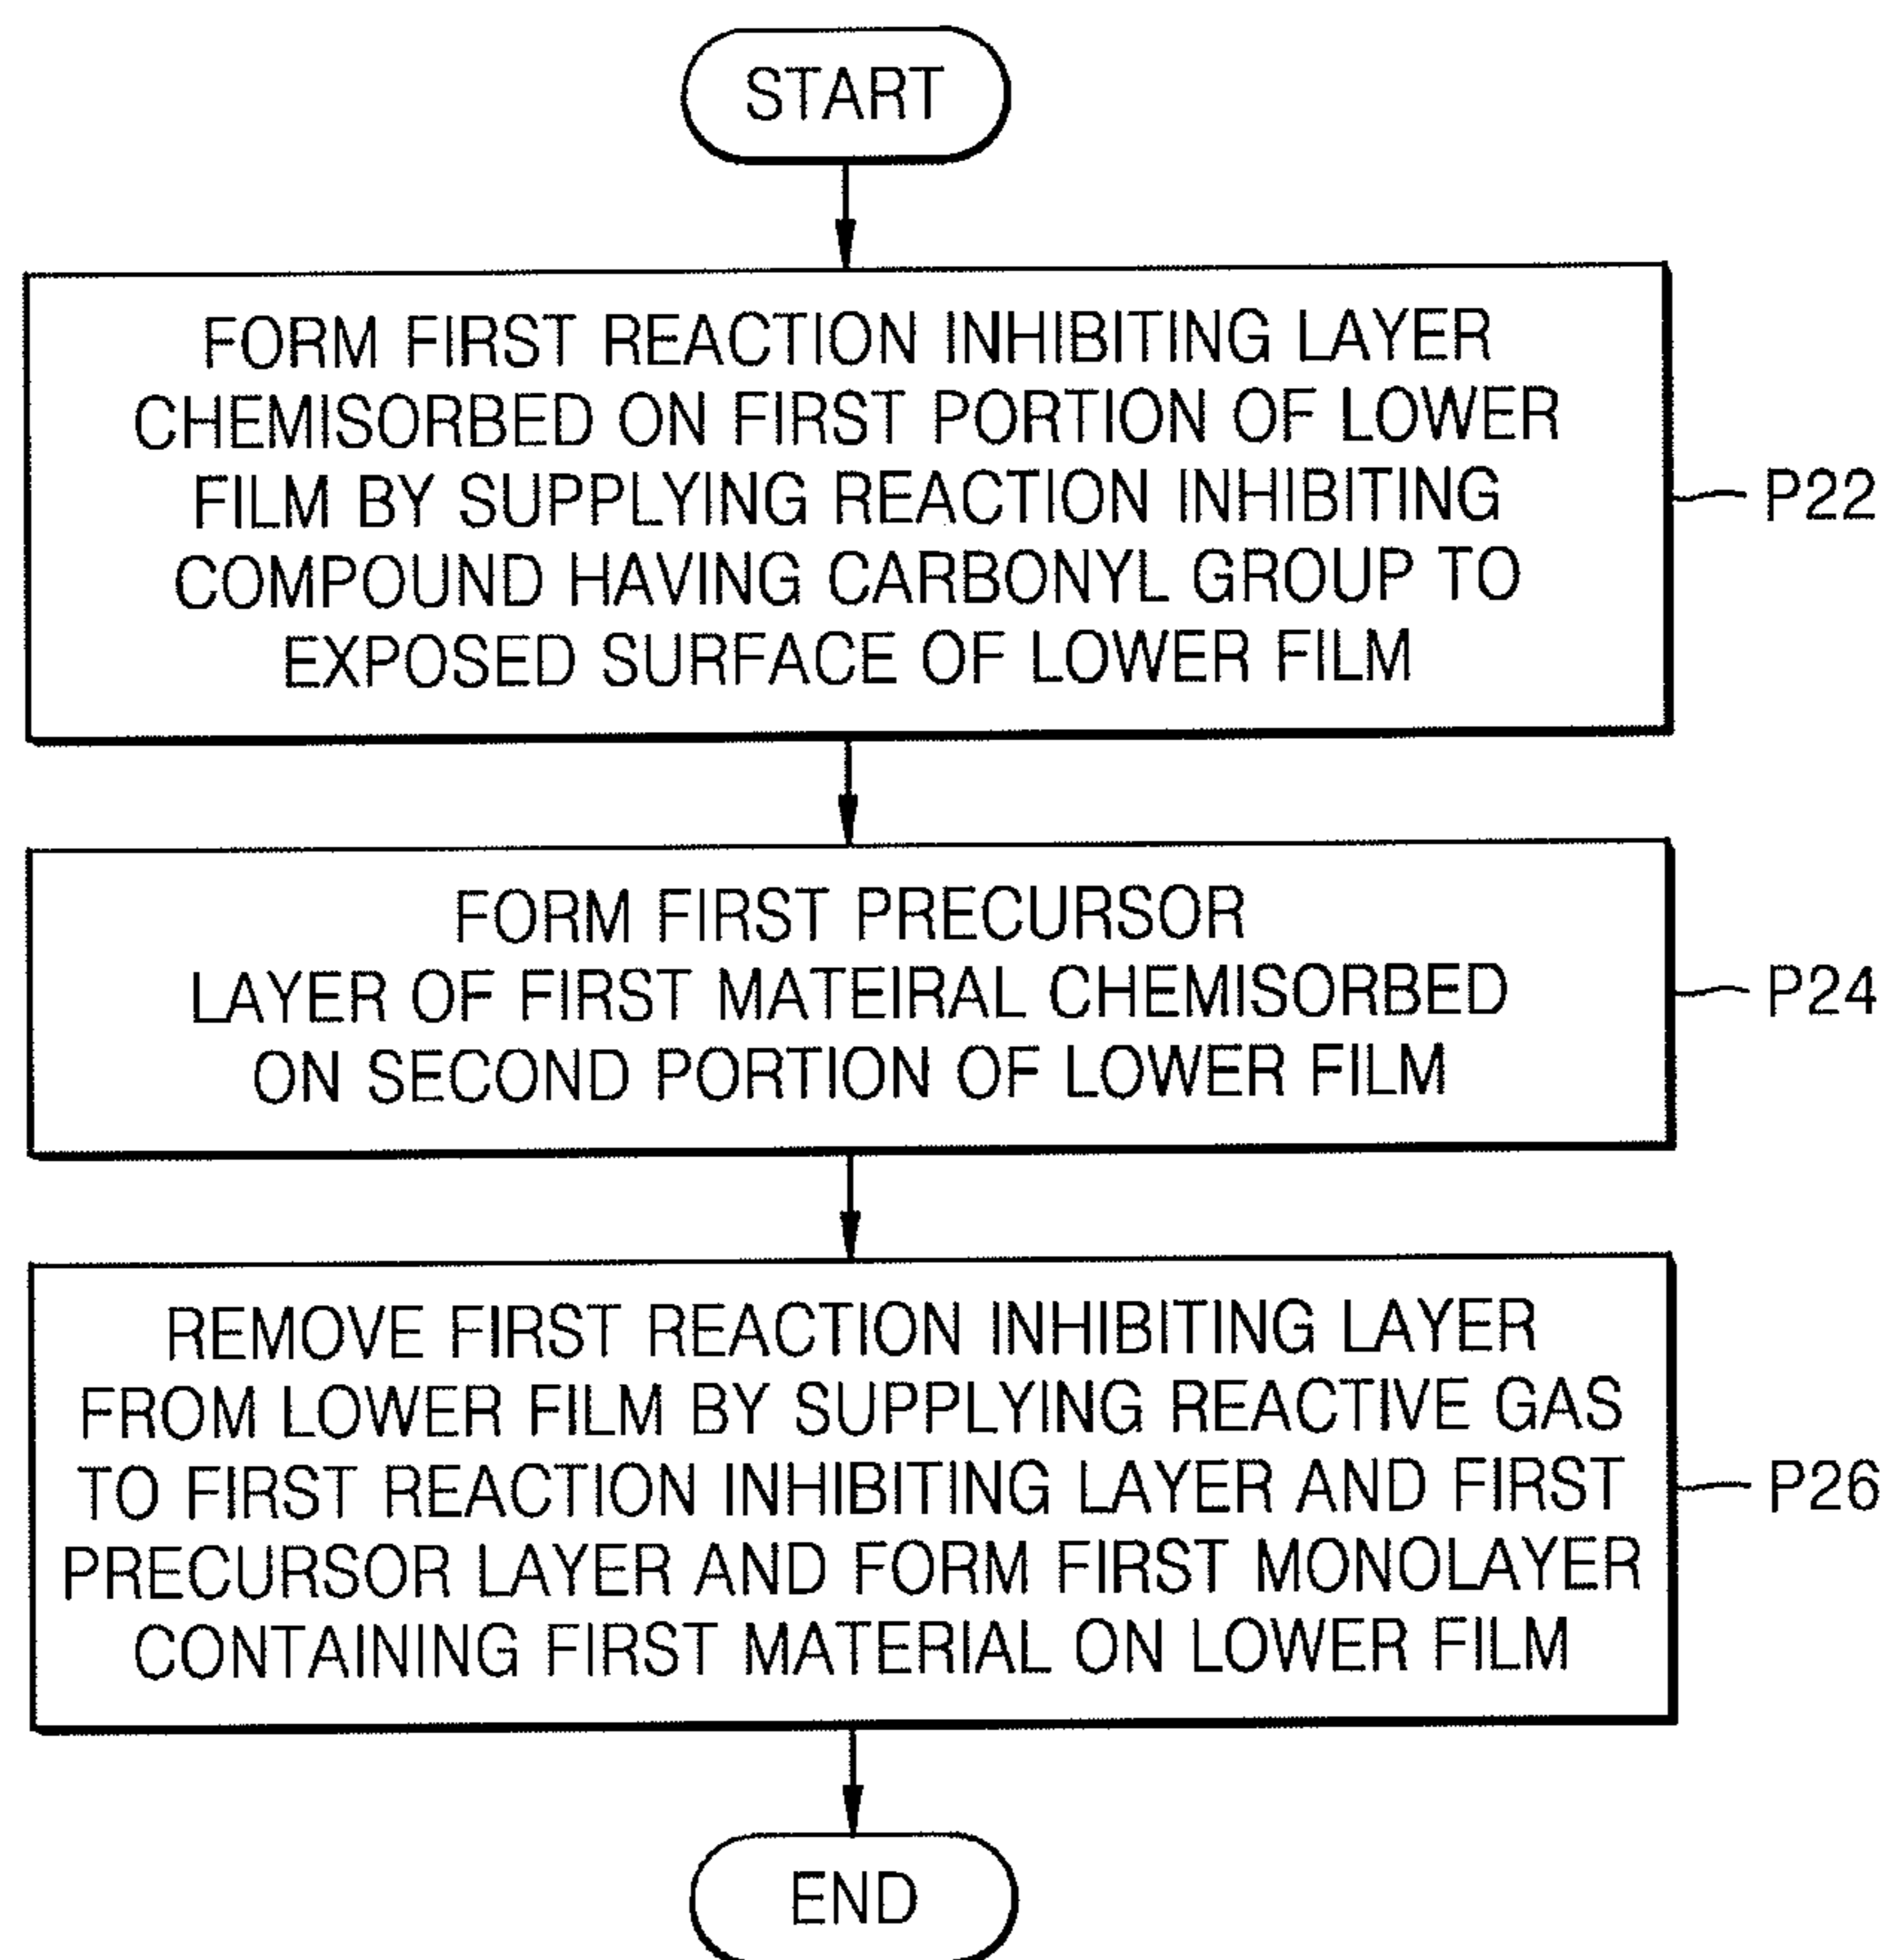 START
FORM FIRST REACTION INHIBITING LAYER
CHEMISORBED ON FIRST PORTION OF LOWER
FILM BY SUPPLYING REACTION INHIBITING
COMPOUND HAVING CARBONYL GROUP TO
EXPOSED SURFACE OF LOWER FILM
P22
FORM FIRST PRECURSOR
LAYER OF FIRST MATEIRAL CHEMISORBED
ON SECOND PORTION OF LOWER FILM
P24
REMOVE FIRST REACTION INHIBITING LAYER
FROM LOWER FILM BY SUPPLYING REACTIVE GAS
TO FIRST REACTION INHIBITING LAYER AND FIRST
PRECURSOR LAYER AND FORM FIRST MONOLAYER
CONTAINING FIRST MATERIAL ON LOWER FILM
P26
END